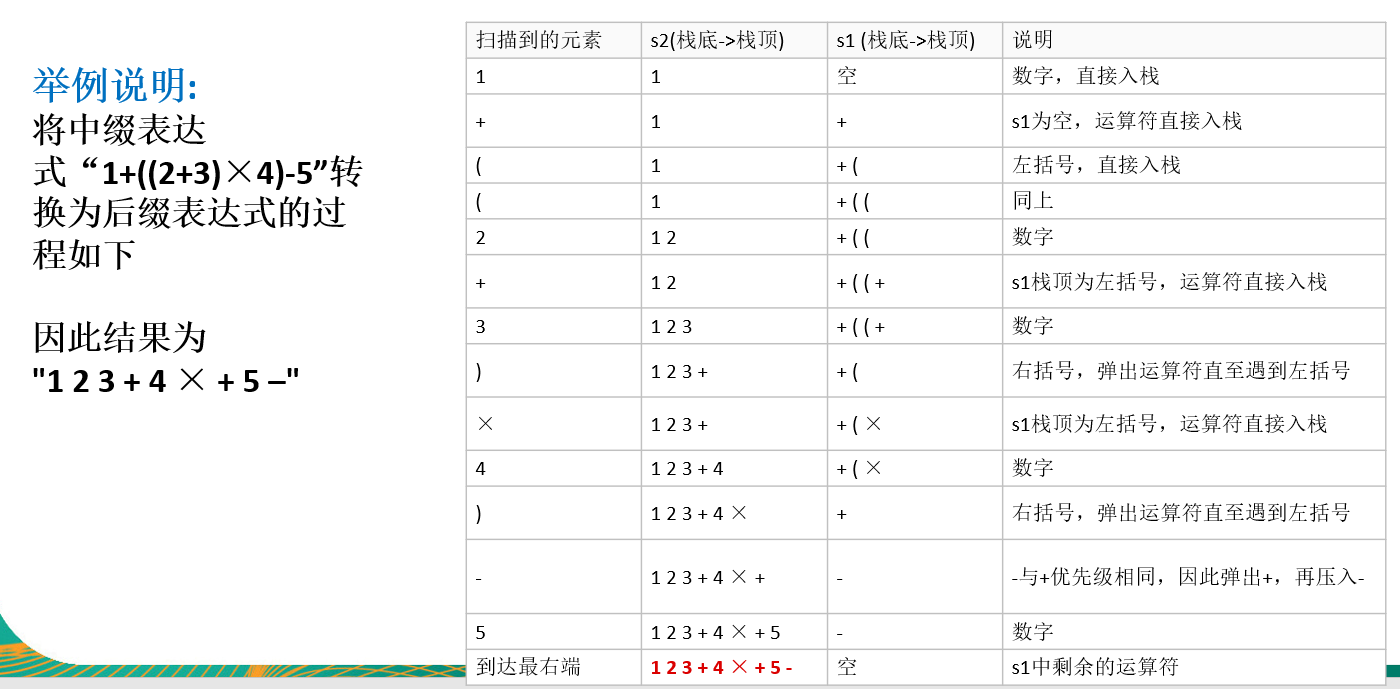 举例说明:
将中缀表达
式“1+((2+3)×4)-5”转
换为后缀表达式的过
程如下
因此结果为
"1 2 3 + 4 × + 5 –"
扫描到的元素 s2(栈底->栈顶) s1 (栈底->栈顶) 说明
1 1 空 数字，直接入栈
+ 1 + s1为空，运算符直接入栈
( 1 + ( 左括号，直接入栈
( 1 + ( ( 同上
2 1 2 + ( ( 数字
+ 1 2 + ( ( + s1栈顶为左括号，运算符直接入栈
3 1 2 3 + ( ( + 数字
) 1 2 3 + + ( 右括号，弹出运算符直至遇到左括号
× 1 2 3 + + ( × s1栈顶为左括号，运算符直接入栈
4 1 2 3 + 4 + ( × 数字
) 1 2 3 + 4 × + 右括号，弹出运算符直至遇到左括号
- 1 2 3 + 4 × + - -与+优先级相同，因此弹出+，再压入-
5 1 2 3 + 4 × + 5 - 数字
到达最右端 1 2 3 + 4 × + 5 - 空 s1中剩余的运算符